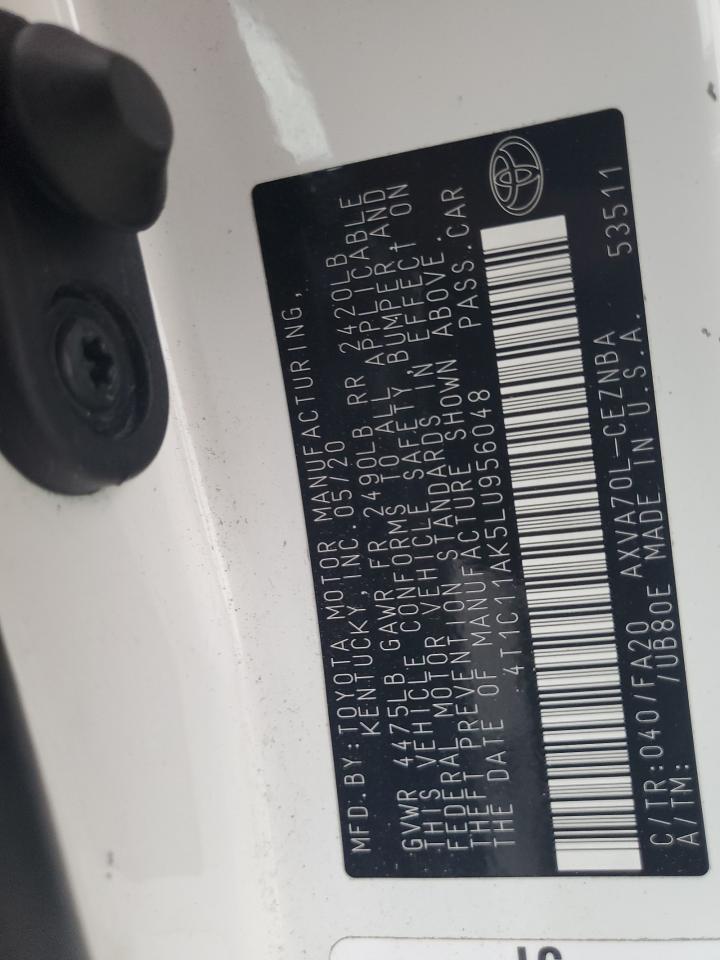 MFD. BY: TOYOTA MOTOR MANUFACTURING,
KENTUCKY, INC. 05/20
GVWR 4475LB GAWR FR 2490LB RR 2420LB
THIS VEHICLE CONFORMS TO ALL APPLICABLE
FEDERAL MOTOR VEHICLE SAFETY, BUMPER, AND
THEFT PREVENTION STANDARDS IN EFFECT ON
THE DATE OF MANUFACTURE SHOWN ABOVE.
4T1C11AK5LU956048 PASS. CAR
C/TR: 040/FA20 AXVA70L-CEZNBA 53511
A/TM: /UB80E MADE IN U.S.A.